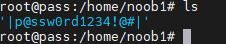 root@pass:/home/noob1# ls
'|p@ssw0rd1234!@#|'
root@pass:/home/noob1#